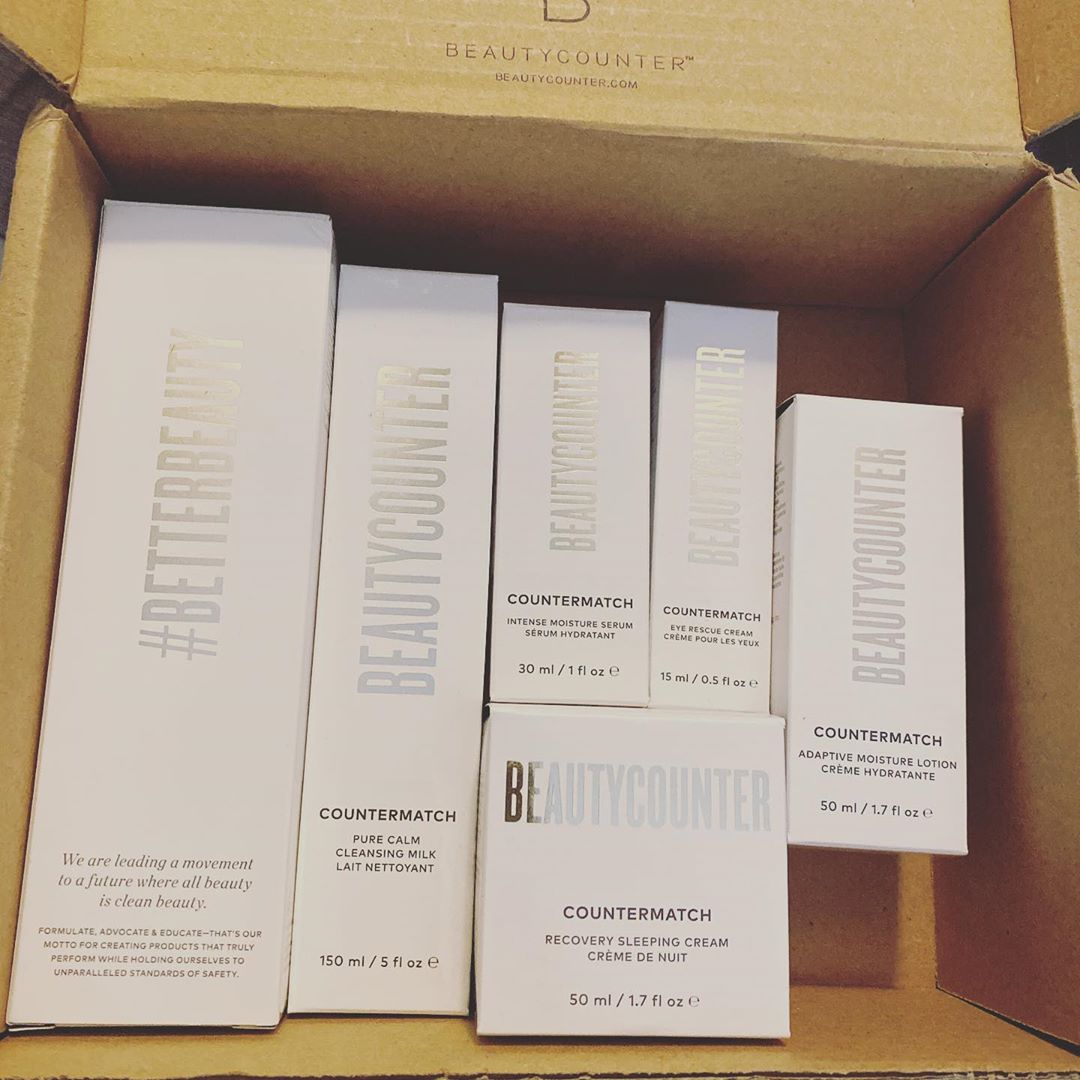 BEAUTYCOUNTER™
BEAUTYCOUNTER.COM
#BETTERBEAUTY
We are leading a movement
to a future where all beauty
is clean beauty.
FORMULATE, ADVOCATE & EDUCATE—THAT'S OUR
MOTTO FOR CREATING PRODUCTS THAT TRULY
PERFORM WHILE HOLDING OURSELVES TO
UNPARALLELED STANDARDS OF SAFETY.
BEAUTYCOUNTER
COUNTERMATCH
PURE CALM
CLEANSING MILK
LAIT NETTOYANT
150 ml / 5 fl oz ℮
BEAUTYCOUNTER
COUNTERMATCH
INTENSE MOISTURE SERUM
SÉRUM HYDRATANT
30 ml / 1 fl oz ℮
BEAUTYCOUNTER
COUNTERMATCH
EYE RESCUE CREAM
CRÈME POUR LES YEUX
15 ml / 0.5 fl oz ℮
BEAUTYCOUNTER
COUNTERMATCH
ADAPTIVE MOISTURE LOTION
CRÈME HYDRATANTE
50 ml / 1.7 fl oz ℮
BEAUTYCOUNTER
COUNTERMATCH
RECOVERY SLEEPING CREAM
CRÈME DE NUIT
50 ml / 1.7 fl oz ℮